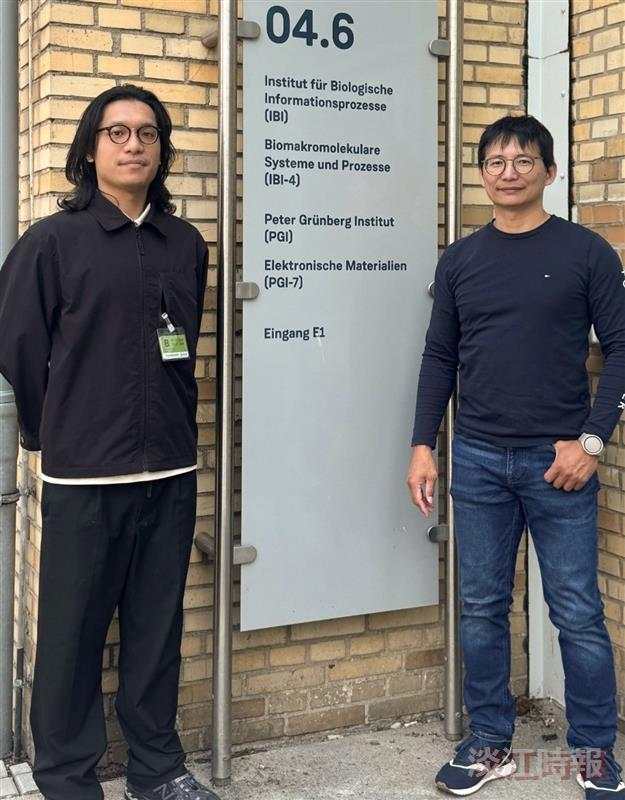 04.6
Institut für Biologische
Informationsprozesse
(IBI)
Biomakromolekulare
Systeme und Prozesse
(IBI-4)
Peter Grünberg Institut
(PGI)
Elektronische Materialien
(PGI-7)
Eingang E1
B
淡江時報